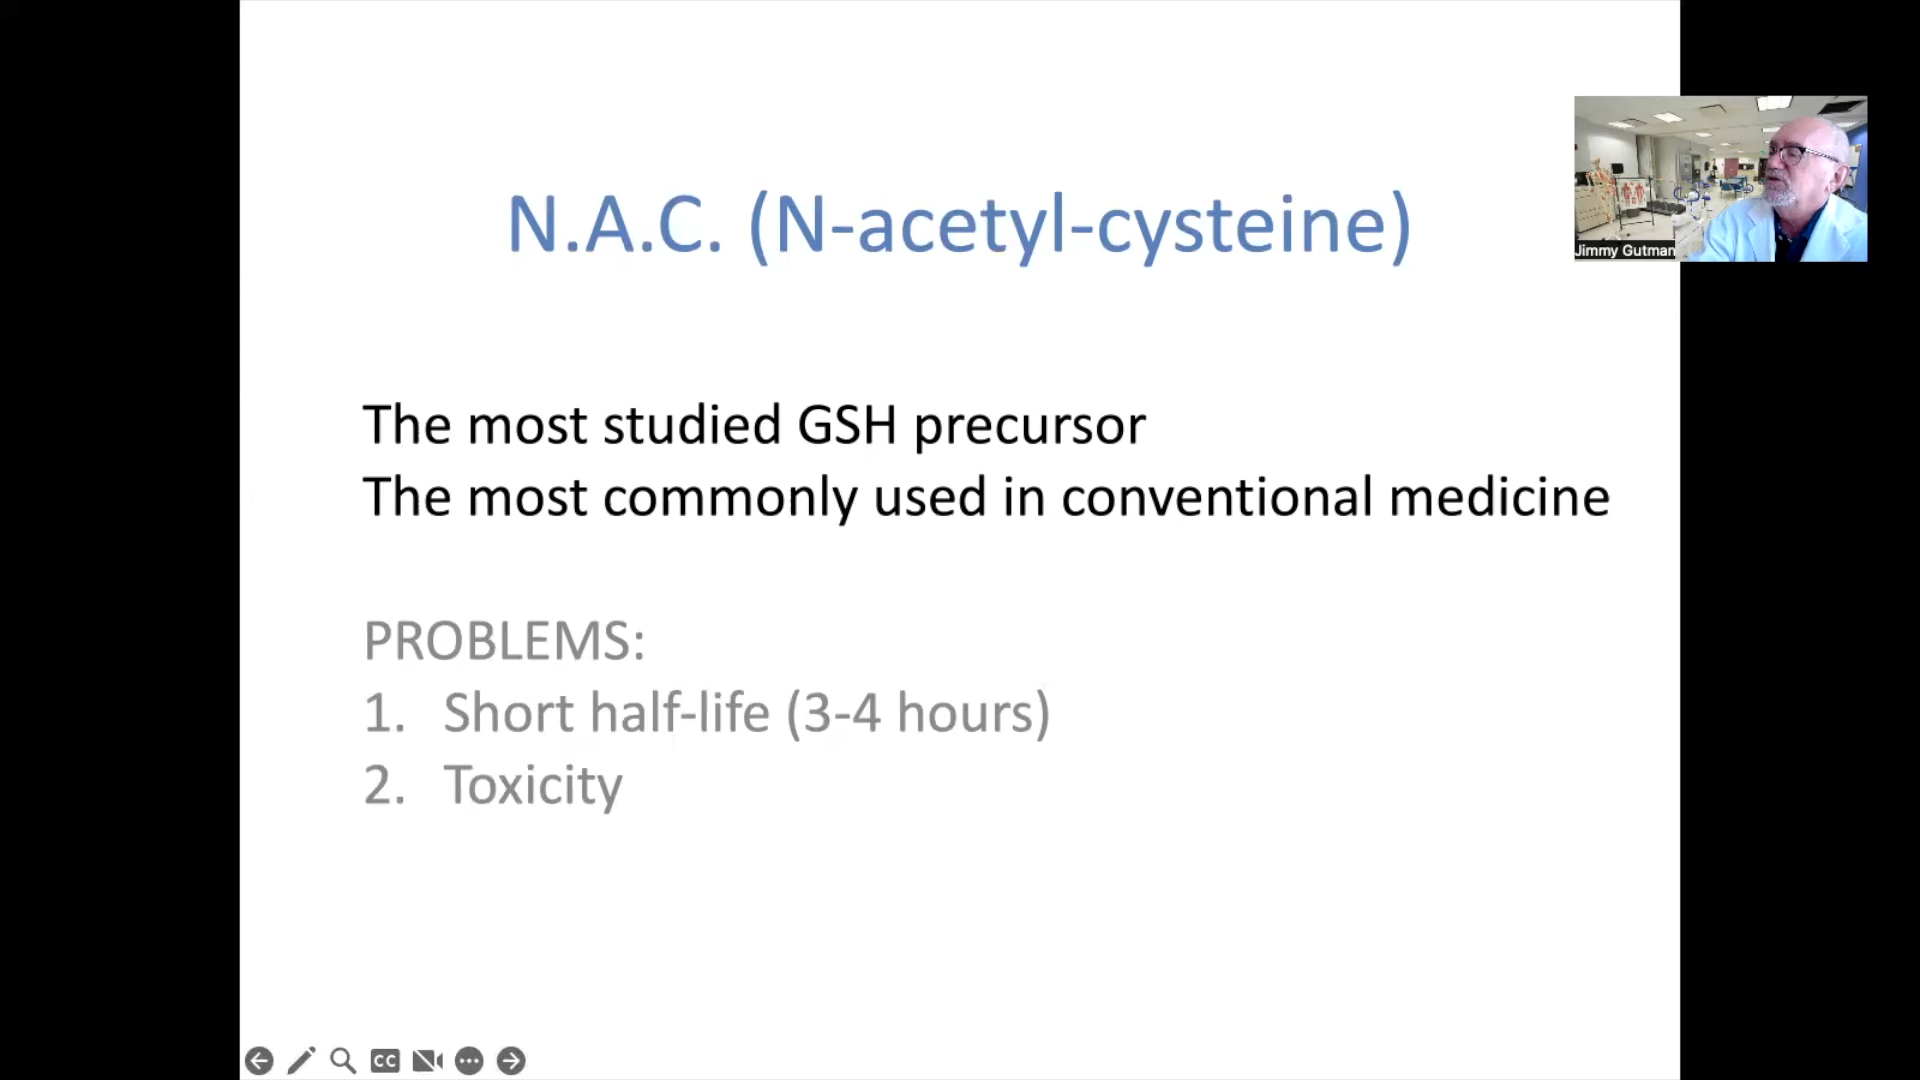 N.A.C. (N-acetyl-cysteine)
Jimmy Gutman
The most studied GSH precursor
The most commonly used in conventional medicine
PROBLEMS:
1. Short half-life (3-4 hours)
2. Toxicity
CC